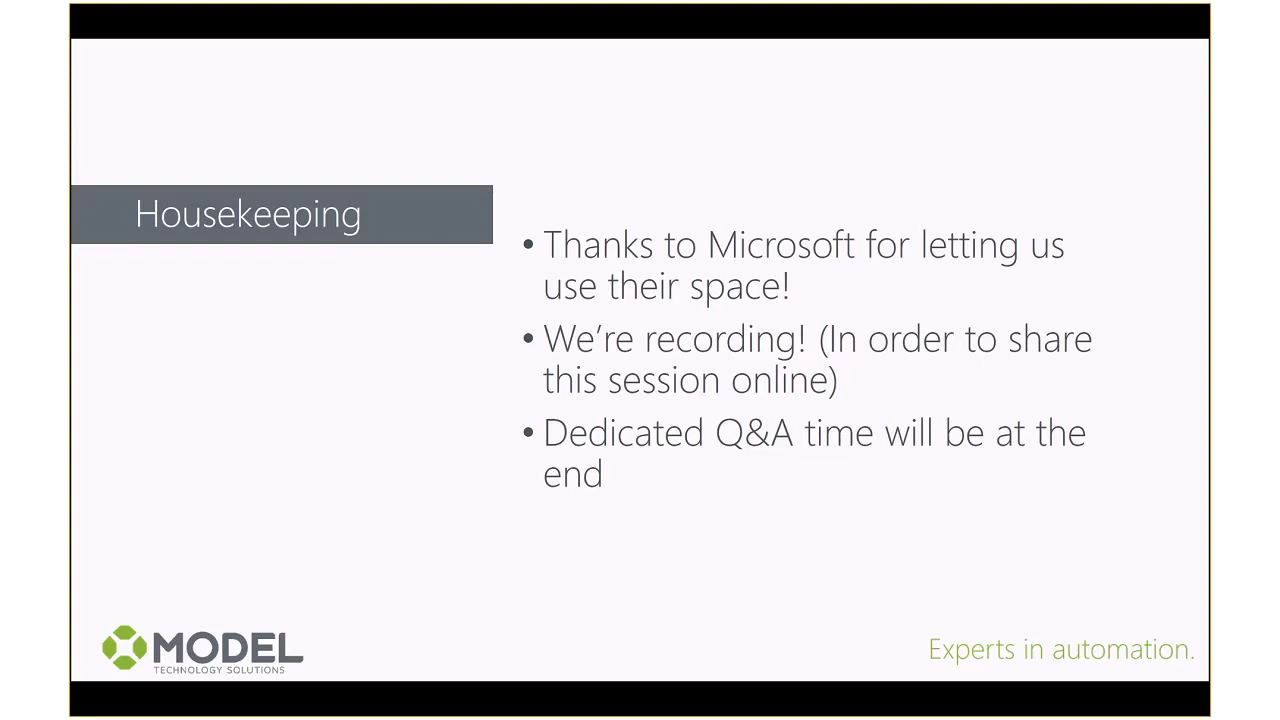 Housekeeping
• Thanks to Microsoft for letting us
use their space!
• We’re recording! (In order to share
this session online)
• Dedicated Q&A time will be at the
end
MODEL
TECHNOLOGY SOLUTIONS
Experts in automation.